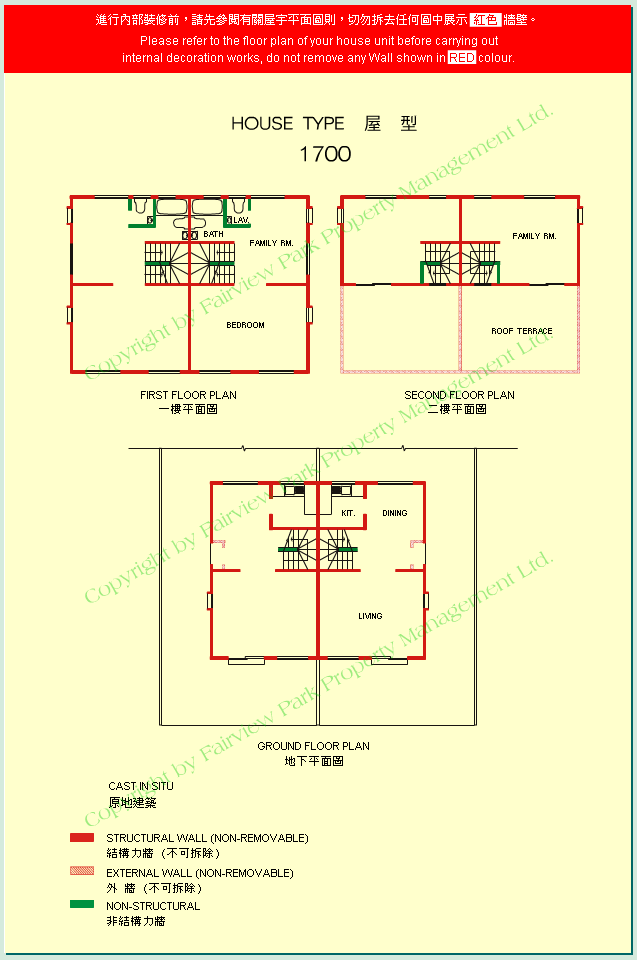 進行內部裝修前，請先參閱有關屋宇平面圖則，切勿拆去任何圖中展示 紅色 牆壁。
Please refer to the floor plan of your house unit before carrying out
internal decoration works, do not remove any Wall shown in RED colour.
HOUSE TYPE 屋 型
1700
LAV.
BATH
FAMILY RM.
BEDROOM
FAMILY RM.
ROOF TERRACE
Copyright by Fairview Park Property Management Ltd.
FIRST FLOOR PLAN
一樓平面圖
SECOND FLOOR PLAN
二樓平面圖
KIT.
DINING
LIVING
Copyright by Fairview Park Property Management Ltd.
GROUND FLOOR PLAN
地下平面圖
Copyright by Fairview Park Property Management Ltd.
CAST IN SITU
原地建築
STRUCTURAL WALL (NON-REMOVABLE)
結構力牆 (不可拆除)
EXTERNAL WALL (NON-REMOVABLE)
外 牆 (不可拆除)
NON-STRUCTURAL
非結構力牆